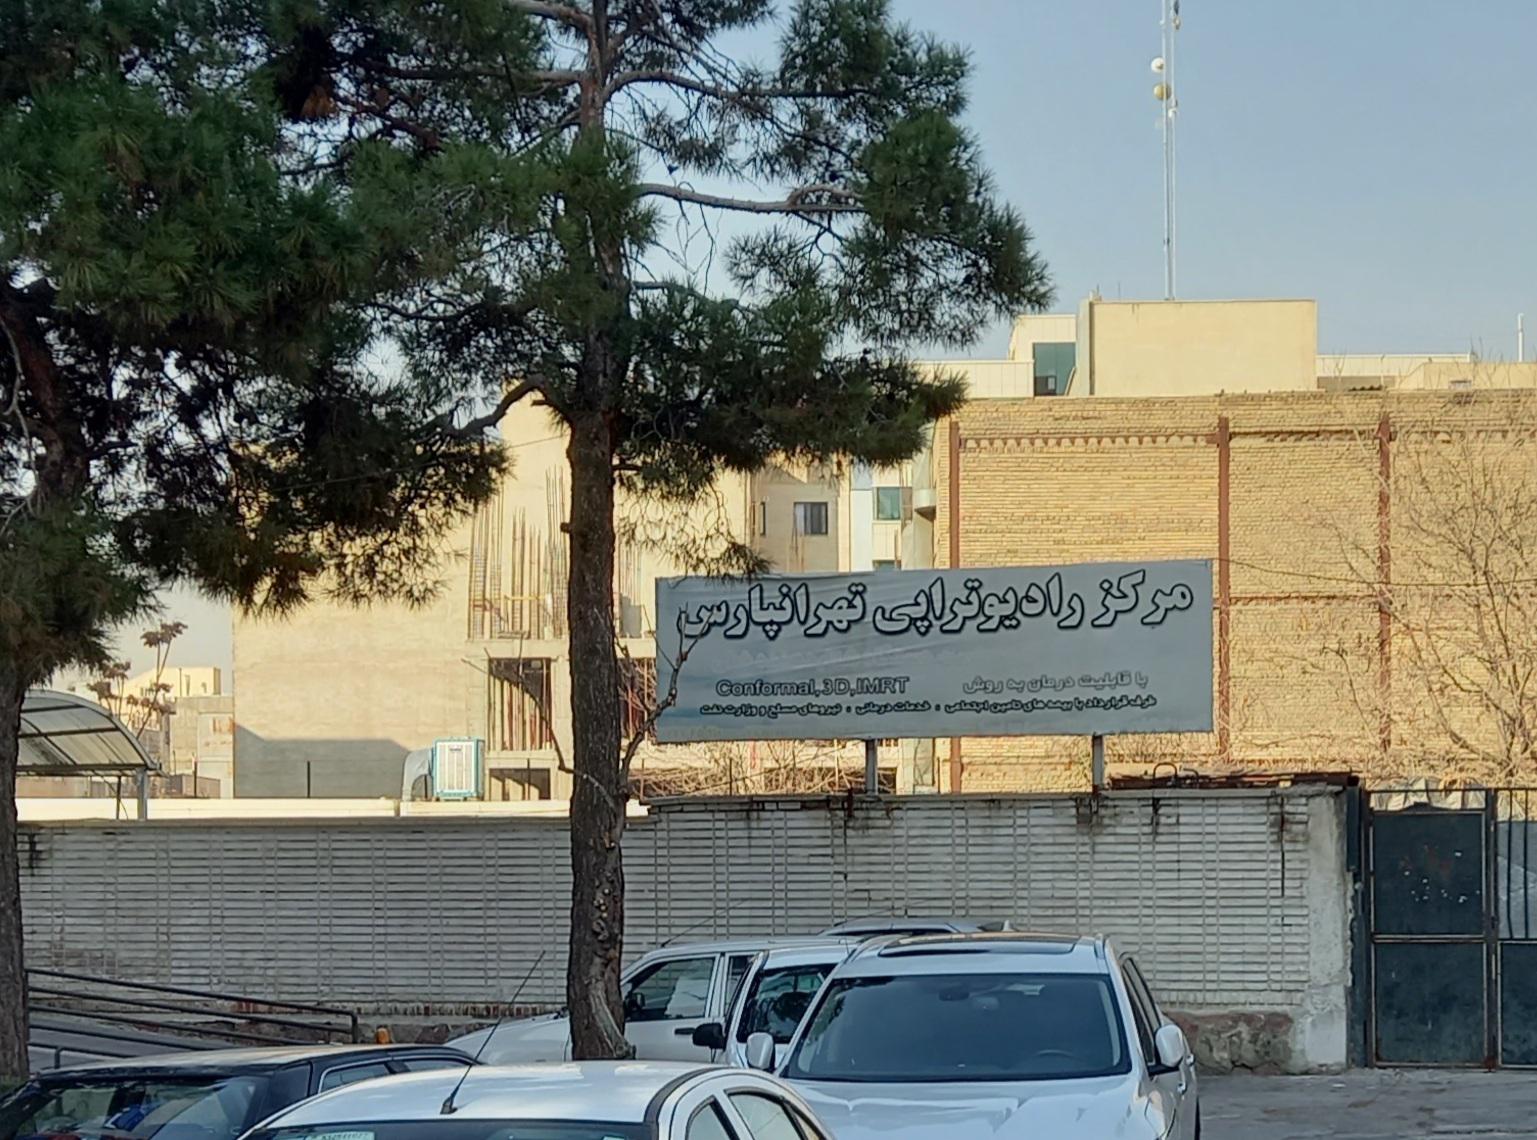 مرکز رادیوتراپی تهرانپارس
با قابلیت درمان به روش Conformal,3D,IMRT
طرف قرارداد با بیمه های تامین اجتماعی ، خدمات درمانی ، نیروهای مسلح و وزارت نفت